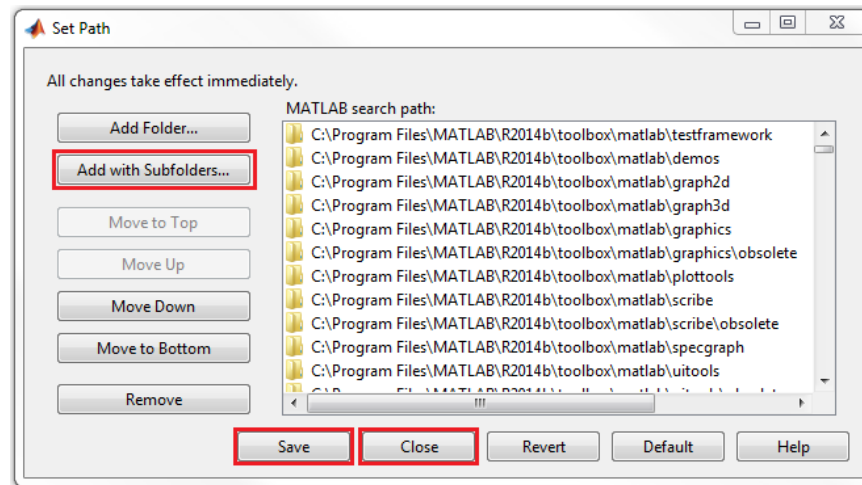 Set Path
All changes take effect immediately.
MATLAB search path:
Add Folder...
Add with Subfolders...
Move to Top
Move Up
Move Down
Move to Bottom
Remove
C:\Program Files\MATLAB\R2014b\toolbox\matlab\testframework
C:\Program Files\MATLAB\R2014b\toolbox\matlab\demos
C:\Program Files\MATLAB\R2014b\toolbox\matlab\graph2d
C:\Program Files\MATLAB\R2014b\toolbox\matlab\graph3d
C:\Program Files\MATLAB\R2014b\toolbox\matlab\graphics
C:\Program Files\MATLAB\R2014b\toolbox\matlab\graphics\obsolete
C:\Program Files\MATLAB\R2014b\toolbox\matlab\plottools
C:\Program Files\MATLAB\R2014b\toolbox\matlab\scribe
C:\Program Files\MATLAB\R2014b\toolbox\matlab\scribe\obsolete
C:\Program Files\MATLAB\R2014b\toolbox\matlab\specgraph
C:\Program Files\MATLAB\R2014b\toolbox\matlab\uitools
Save
Close
Revert
Default
Help